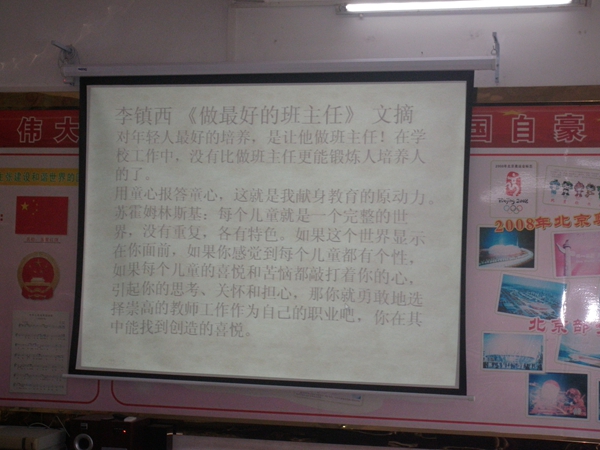 李镇西 《做最好的班主任》 文摘
对年轻人最好的培养，是让他做班主任！在学
校工作中，没有比做班主任更能锻炼人培养人
的了。
用童心报答童心，这就是我献身教育的原动力。
苏霍姆林斯基：每个儿童就是一个完整的世
界，没有重复，各有特色。如果这个世界显示
在你面前，如果你感觉到每个儿童都有个性，
如果每个儿童的喜悦和苦恼都敲打着你的心，
引起你的思考、关怀和担心，那你就勇敢地选
择崇高的教师工作作为自己的职业吧，你在其
中能找到创造的喜悦。
伟大
国自豪
Beijing 2008
2008年北京
北京部